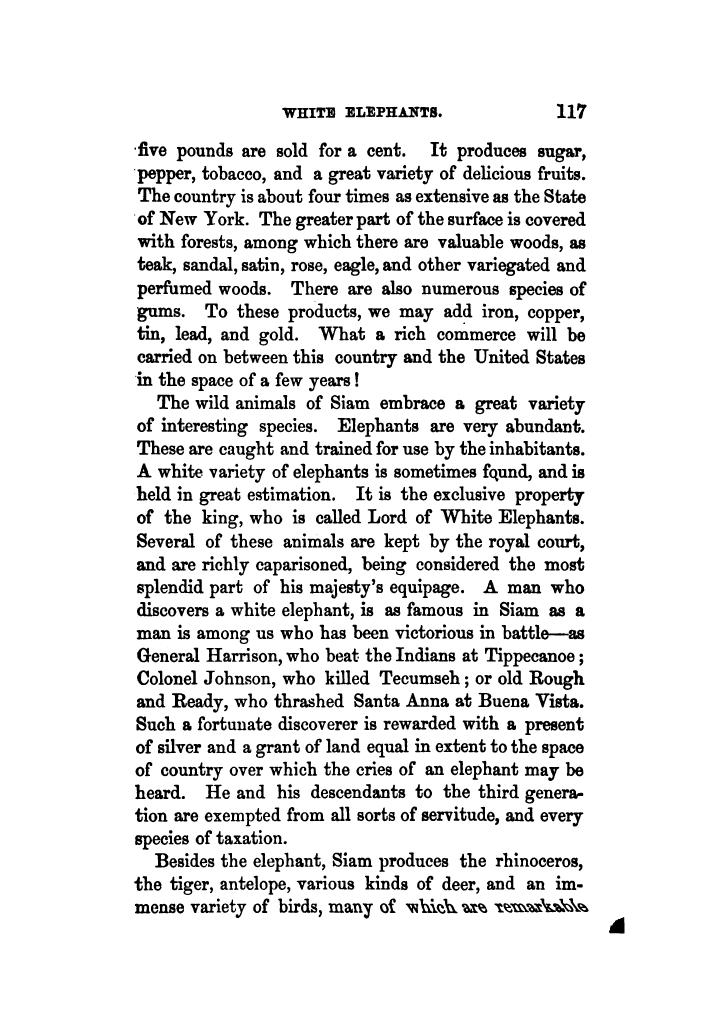 WHITE ELEPHANTS. 117
five pounds are sold for a cent. It produces sugar,
pepper, tobacco, and a great variety of delicious fruits.
The country is about four times as extensive as the State
of New York. The greater part of the surface is covered
with forests, among which there are valuable woods, as
teak, sandal, satin, rose, eagle, and other variegated and
perfumed woods. There are also numerous species of
gums. To these products, we may add iron, copper,
tin, lead, and gold. What a rich commerce will be
carried on between this country and the United States
in the space of a few years!
The wild animals of Siam embrace a great variety
of interesting species. Elephants are very abundant.
These are caught and trained for use by the inhabitants.
A white variety of elephants is sometimes found, and is
held in great estimation. It is the exclusive property
of the king, who is called Lord of White Elephants.
Several of these animals are kept by the royal court,
and are richly caparisoned, being considered the most
splendid part of his majesty's equipage. A man who
discovers a white elephant, is as famous in Siam as a
man is among us who has been victorious in battle—as
General Harrison, who beat the Indians at Tippecanoe;
Colonel Johnson, who killed Tecumseh; or old Rough
and Ready, who thrashed Santa Anna at Buena Vista.
Such a fortunate discoverer is rewarded with a present
of silver and a grant of land equal in extent to the space
of country over which the cries of an elephant may be
heard. He and his descendants to the third genera-
tion are exempted from all sorts of servitude, and every
species of taxation.
Besides the elephant, Siam produces the rhinoceros,
the tiger, antelope, various kinds of deer, and an im-
mense variety of birds, many of which are remarkable